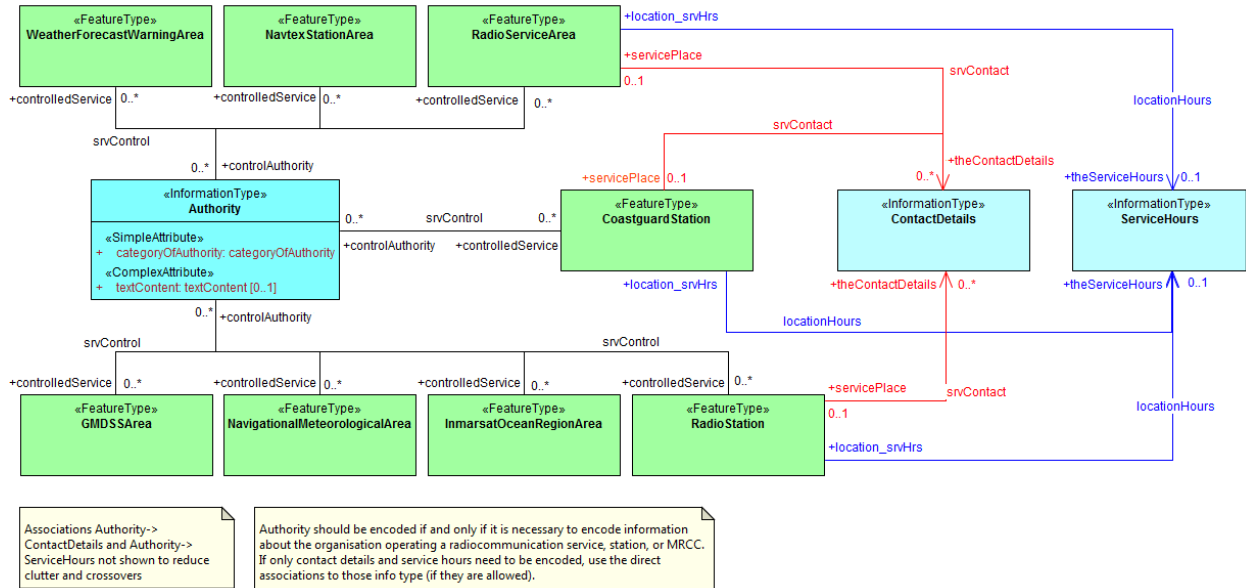 «FeatureType»
WeatherForecastWarningArea
«FeatureType»
NavtexStationArea
«FeatureType»
RadioServiceArea
+location_srvHrs
+servicePlace
0..1
srvContact
+controlledService 0..*
+controlledService 0..*
+controlledService 0..*
srvControl
srvContact
locationHours
0..* +controlAuthority
+theContactDetails
0..*
+servicePlace 0..1
+theServiceHours 0..1
«InformationType»
Authority
«SimpleAttribute»
+ categoryOfAuthority: categoryOfAuthority
«ComplexAttribute»
+ textContent: textContent [0..1]
0..* srvControl 0..*
+controlAuthority +controlledService
«FeatureType»
CoastguardStation
«InformationType»
ContactDetails
«InformationType»
ServiceHours
+location_srvHrs
+theContactDetails 0..*
+theServiceHours 0..1
locationHours
0..* +controlAuthority
srvControl
srvControl
+controlledService 0..*
+controlledService 0..*
+controlledService 0..*
+controlledService 0..*
+servicePlace
0..1
srvContact
locationHours
«FeatureType»
GMDSSArea
«FeatureType»
NavigationalMeteorologicalArea
«FeatureType»
InmarsatOceanRegionArea
«FeatureType»
RadioStation
+location_srvHrs
Associations Authority->
ContactDetails and Authority->
ServiceHours not shown to reduce
clutter and crossovers
Authority should be encoded if and only if it is necessary to encode information
about the organisation operating a radiocommunication service, station, or MRCC.
If only contact details and service hours need to be encoded, use the direct
associations to those info type (if they are allowed).